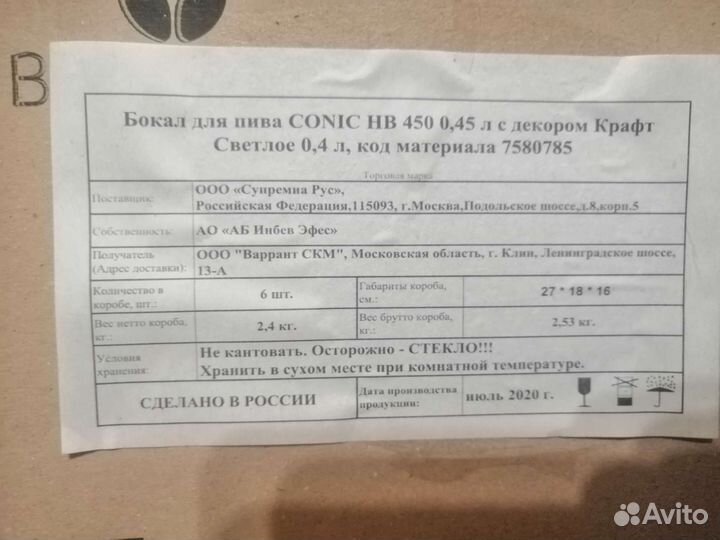 В
Бокал для пива CONIC HB 450 0,45 л с декором Крафт
Светлое 0,4 л, код материала 7580785
Торговая марка
Поставщик:
ООО «Супремиа Рус»,
Российская Федерация,115093, г.Москва,Подольское шоссе,д.8,корп.5
Собственность:
АО «АБ Инбев Эфес»
Получатель
(Адрес доставки):
ООО "Варрант СКМ", Московская область, г. Клин, Ленинградское шоссе,
13-А
Количество в
коробе, шт.:
6 шт.
Габариты короба,
см.:
27 * 18 * 16
Вес нетто короба,
кг.:
2,4 кг.
Вес брутто короба,
кг.:
2,53 кг.
Условия
хранения:
Не кантовать. Осторожно - СТЕКЛО!!!
Хранить в сухом месте при комнатной температуре.
СДЕЛАНО В РОССИИ
Дата производства
продукции:
июль 2020 г.
Avito